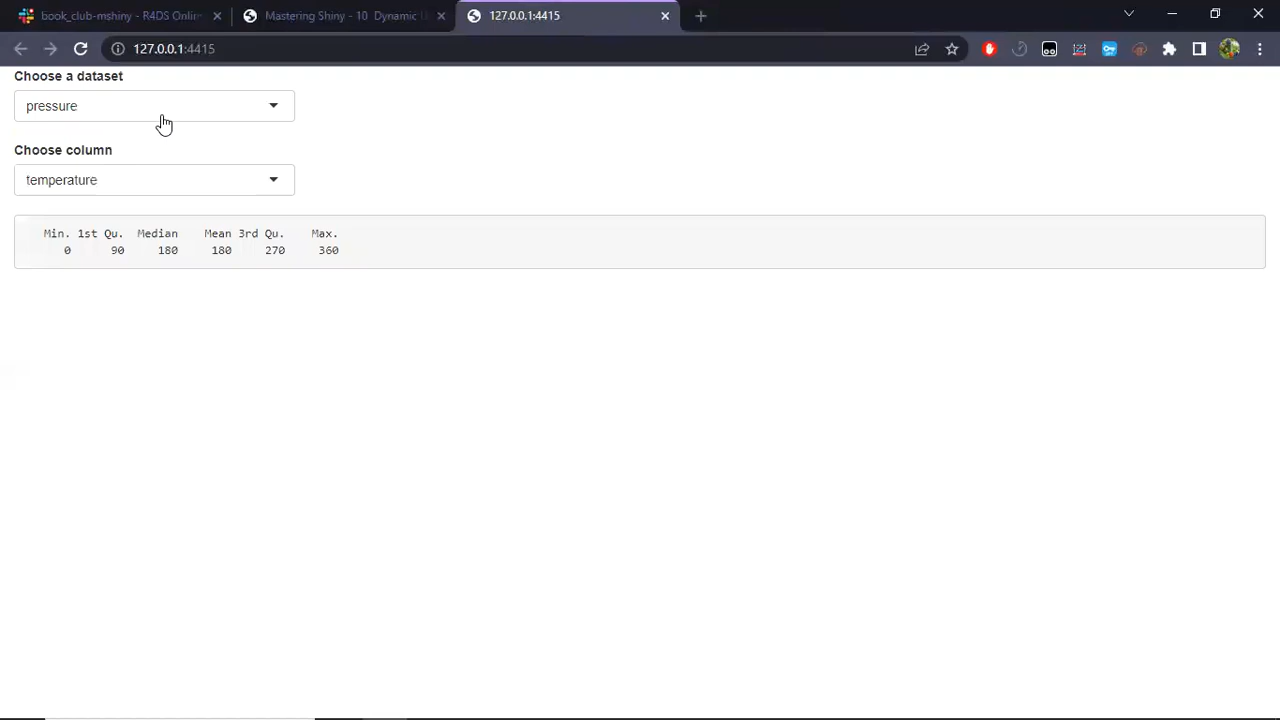 book_club-mshiny - R4DS Onlin
Mastering Shiny - 10 Dynamic U
127.0.0.1:4415
127.0.0.1:4415
Choose a dataset
pressure
Choose column
temperature
Min. 1st Qu. Median Mean 3rd Qu. Max.
0 90 180 180 270 360